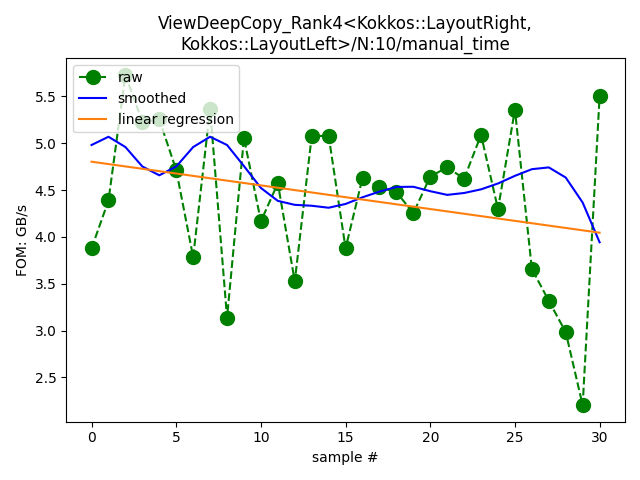 ViewDeepCopy_Rank4<Kokkos::LayoutRight,
Kokkos::LayoutLeft>/N:10/manual_time
raw
smoothed
linear regression
FOM: GB/s
5.5
5.0
4.5
4.0
3.5
3.0
2.5
0 5 10 15 20 25 30
sample #